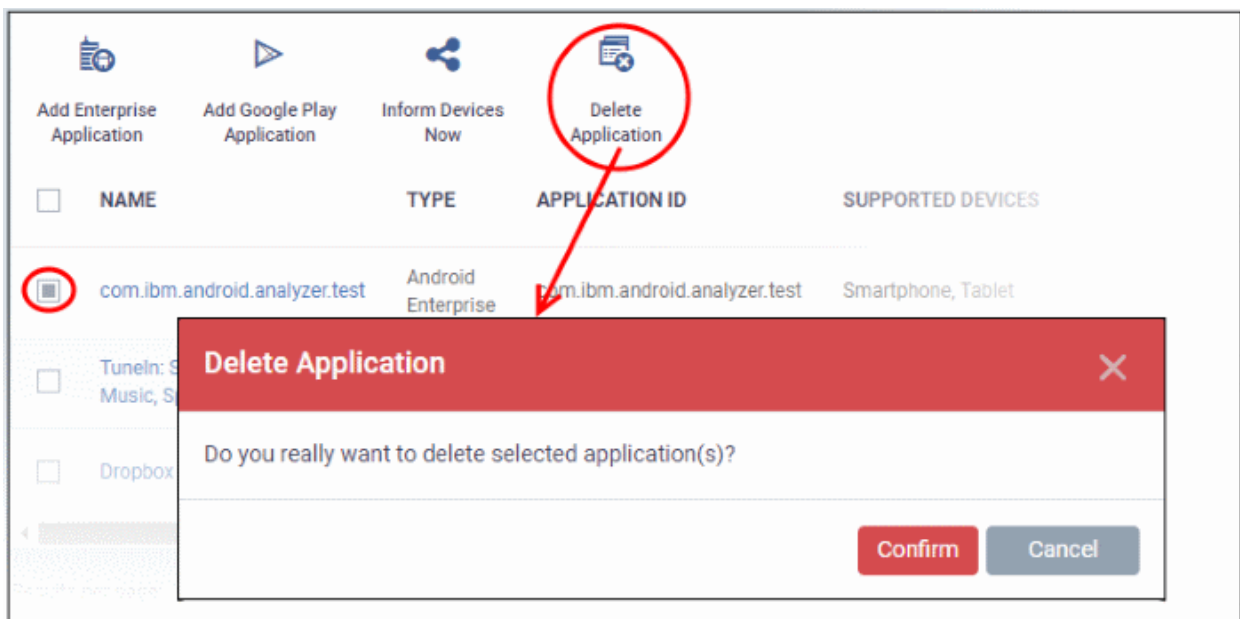 Add Enterprise Add Google Play Inform Devices Delete
Application Application Now Application
NAME TYPE APPLICATION ID SUPPORTED DEVICES
com.ibm.android.analyzer.test Android Enterprise com.ibm.android.analyzer.test Smartphone, Tablet
TuneIn:
Music,
Dropbox
Delete Application
Do you really want to delete selected application(s)?
Confirm Cancel